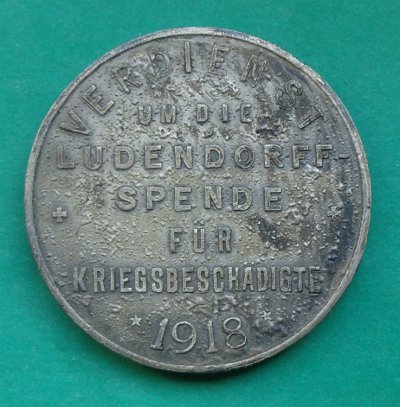 VERDIENST
UM DIE
LUDENDORFF-
SPENDE
FÜR
KRIEGSBESCHÄDIGTE
1918